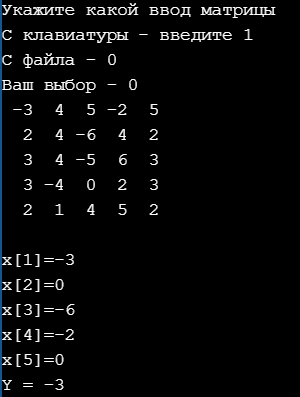 Укажите какой ввод матрицы
С клавиатуры - введите 1
С файла - 0
Ваш выбор - 0
-3 4 5 -2 5
2 4 -6 4 2
3 4 -5 6 3
3 -4 0 2 3
2 1 4 5 2
x[1]=-3
x[2]=0
x[3]=-6
x[4]=-2
x[5]=0
Y = -3